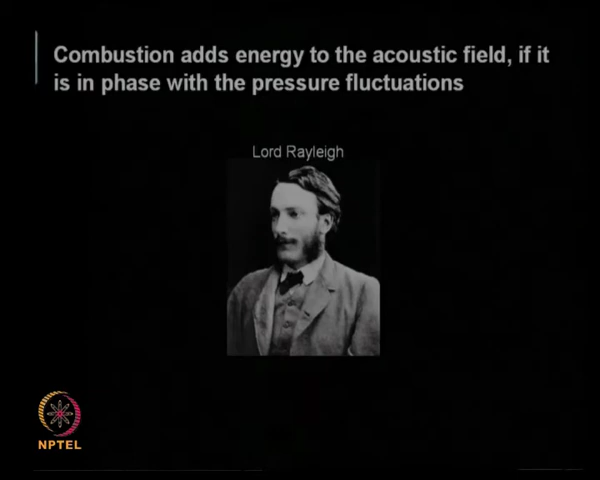 Combustion adds energy to the acoustic field, if it
is in phase with the pressure fluctuations
Lord Rayleigh
NPTEL